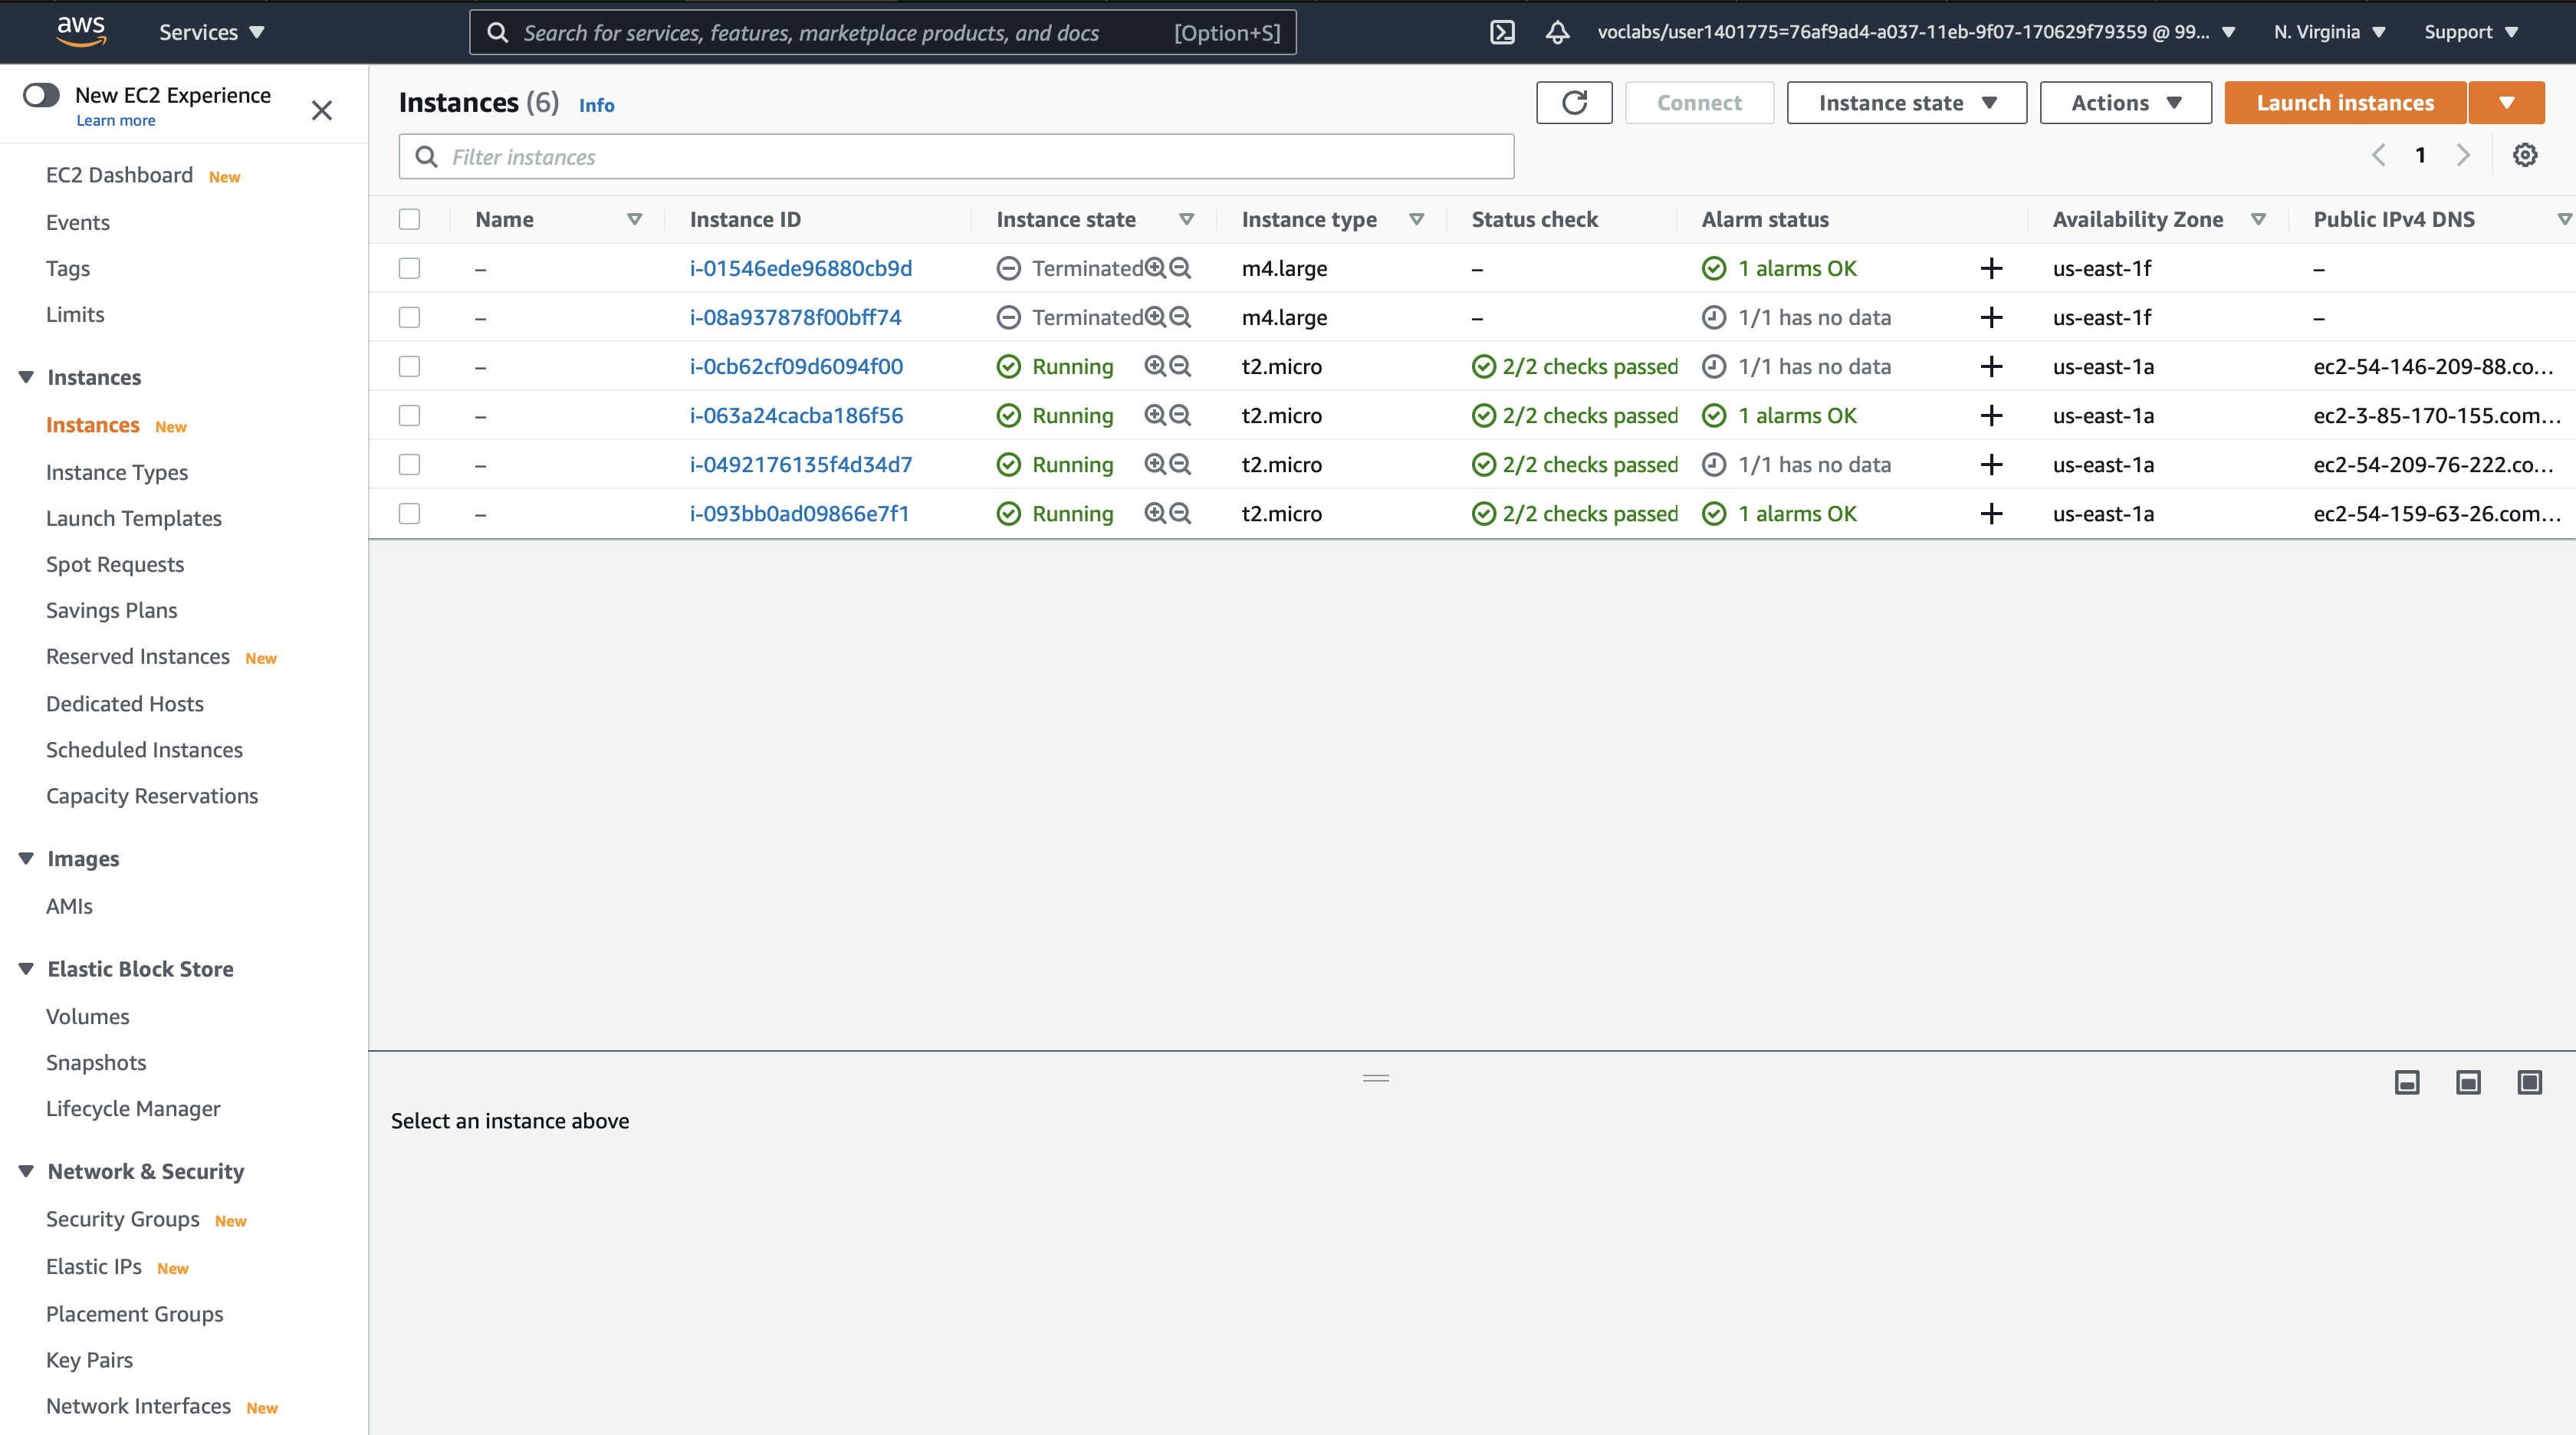 aws
Services
Search for services, features, marketplace products, and docs [Option+S]
voclabs/user1401775=76af9ad4-a037-11eb-9f07-170629f79359 @ 99...
N. Virginia
Support
New EC2 Experience
Learn more
EC2 Dashboard New
Events
Tags
Limits
Instances
Instances New
Instance Types
Launch Templates
Spot Requests
Savings Plans
Reserved Instances New
Dedicated Hosts
Scheduled Instances
Capacity Reservations
Images
AMIs
Elastic Block Store
Volumes
Snapshots
Lifecycle Manager
Network & Security
Security Groups New
Elastic IPs New
Placement Groups
Key Pairs
Network Interfaces New
Instances (6) Info
Connect
Instance state
Actions
Launch instances
Filter instances
1
Name Instance ID Instance state Instance type Status check Alarm status Availability Zone Public IPv4 DNS
– i-01546ede96880cb9d Terminated m4.large – 1 alarms OK + us-east-1f –
– i-08a937878f00bff74 Terminated m4.large – 1/1 has no data + us-east-1f –
– i-0cb62cf09d6094f00 Running t2.micro 2/2 checks passed 1/1 has no data + us-east-1a ec2-54-146-209-88.co...
– i-063a24cacba186f56 Running t2.micro 2/2 checks passed 1 alarms OK + us-east-1a ec2-3-85-170-155.com...
– i-0492176135f4d34d7 Running t2.micro 2/2 checks passed 1/1 has no data + us-east-1a ec2-54-209-76-222.co...
– i-093bb0ad09866e7f1 Running t2.micro 2/2 checks passed 1 alarms OK + us-east-1a ec2-54-159-63-26.com...
Select an instance above